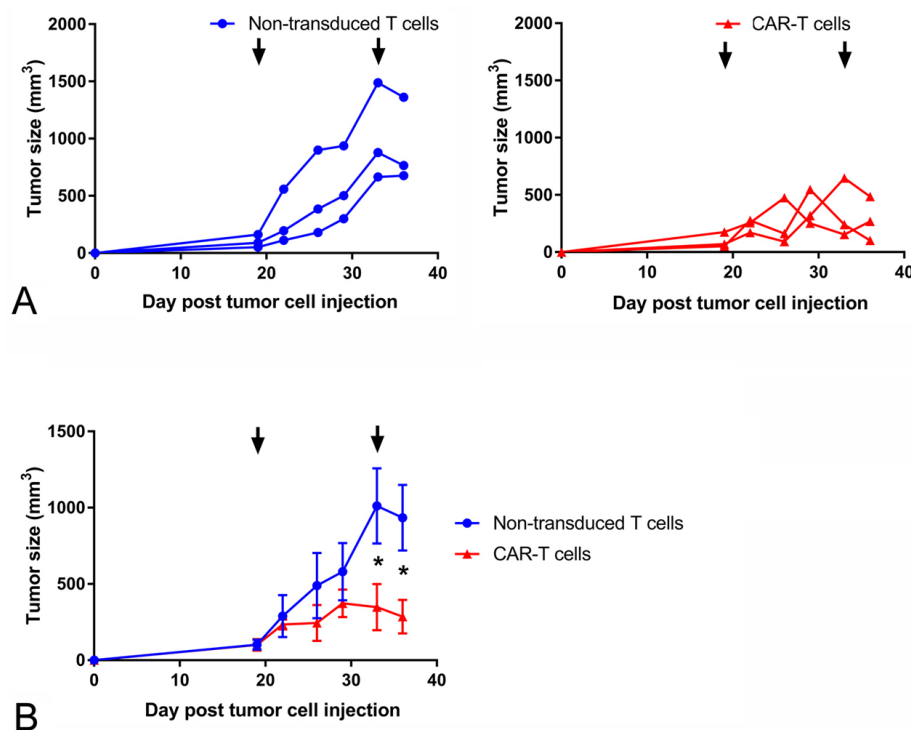 Non-transduced T cells
2000
1500
1000
500
0
Tumor size (mm³)
0 10 20 30 40
Day post tumor cell injection
A
CAR-T cells
2000
1500
1000
500
0
Tumor size (mm³)
0 10 20 30 40
Day post tumor cell injection
1500
1000
500
0
Tumor size (mm³)
* *
0 10 20 30 40
Day post tumor cell injection
Non-transduced T cells
CAR-T cells
B